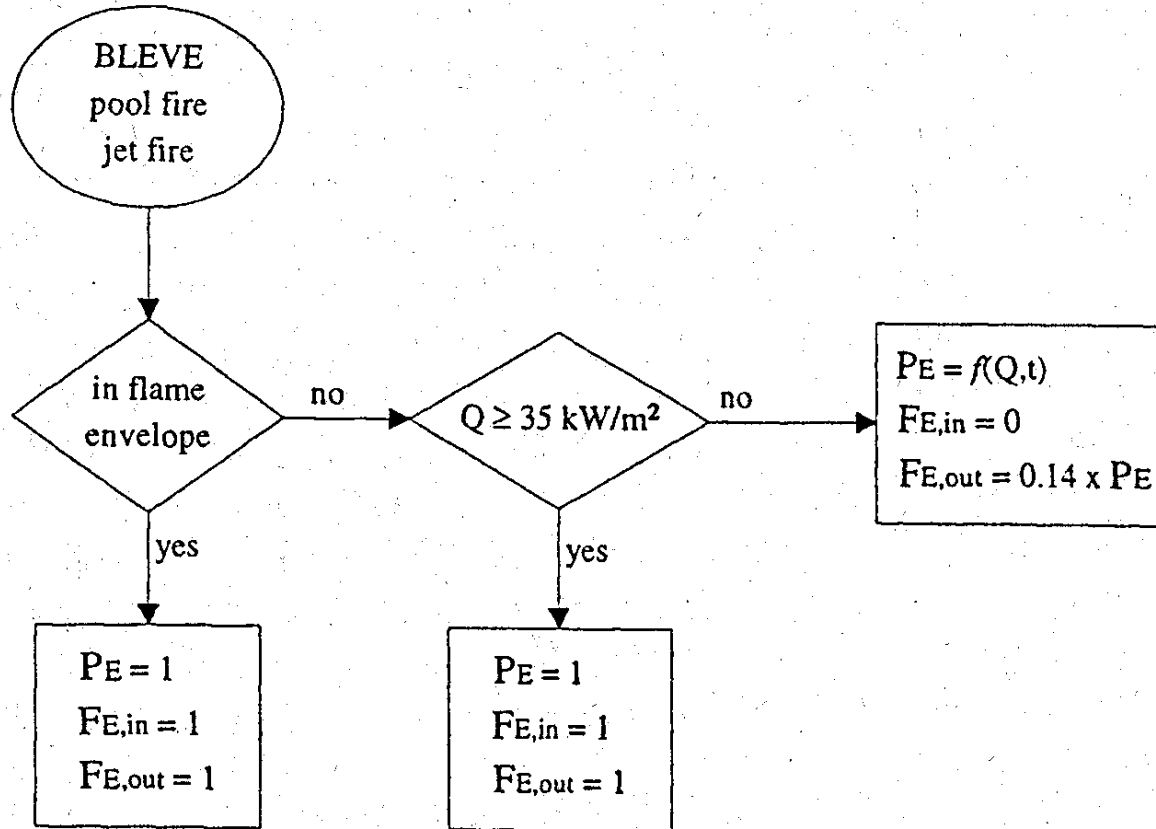 BLEVE
pool fire
jet fire
in flame
envelope
no
Q ≥ 35 kW/m²
no
PE = f(Q,t)
FE,in = 0
FE,out = 0.14 x PE
yes
yes
PE = 1
FE,in = 1
FE,out = 1
PE = 1
FE,in = 1
FE,out = 1